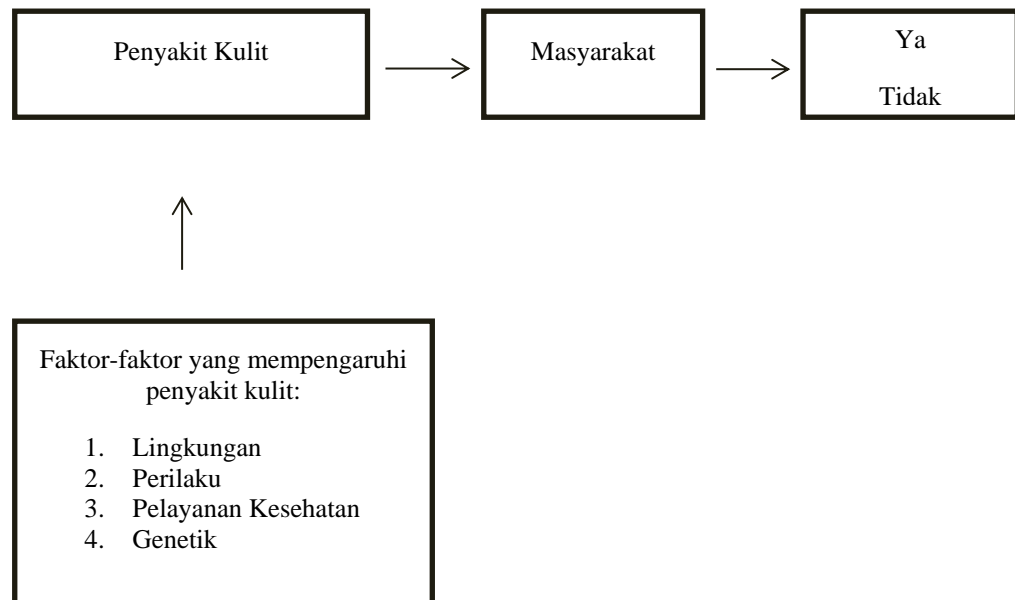 Penyakit Kulit
Masyarakat
Ya
Tidak
Faktor-faktor yang mempengaruhi
penyakit kulit:
1. Lingkungan
2. Perilaku
3. Pelayanan Kesehatan
4. Genetik